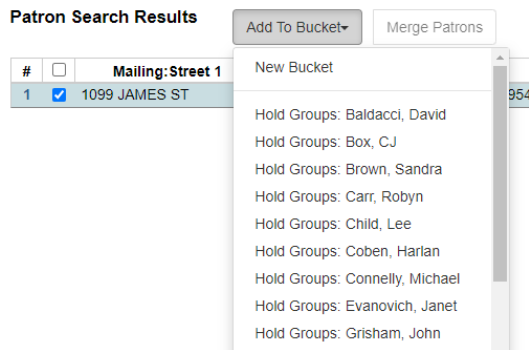 Patron Search Results
Add To Bucket
Merge Patrons
# Mailing:Street 1
1 1099 JAMES ST 954
New Bucket
Hold Groups: Baldacci, David
Hold Groups: Box, CJ
Hold Groups: Brown, Sandra
Hold Groups: Carr, Robyn
Hold Groups: Child, Lee
Hold Groups: Coben, Harlan
Hold Groups: Connelly, Michael
Hold Groups: Evanovich, Janet
Hold Groups: Grisham, John